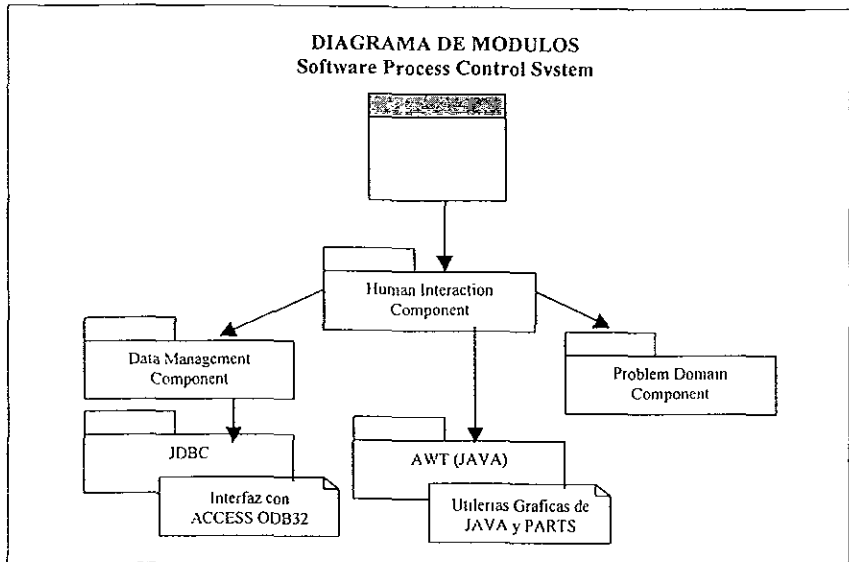 DIAGRAMA DE MODULOS
Software Process Control System
Human Interaction
Component
Data Management
Component
Problem Domain
Component
JDBC
AWT (JAVA)
Interfaz con
ACCESS ODB32
Utilerias Graficas de
JAVA y PARTS